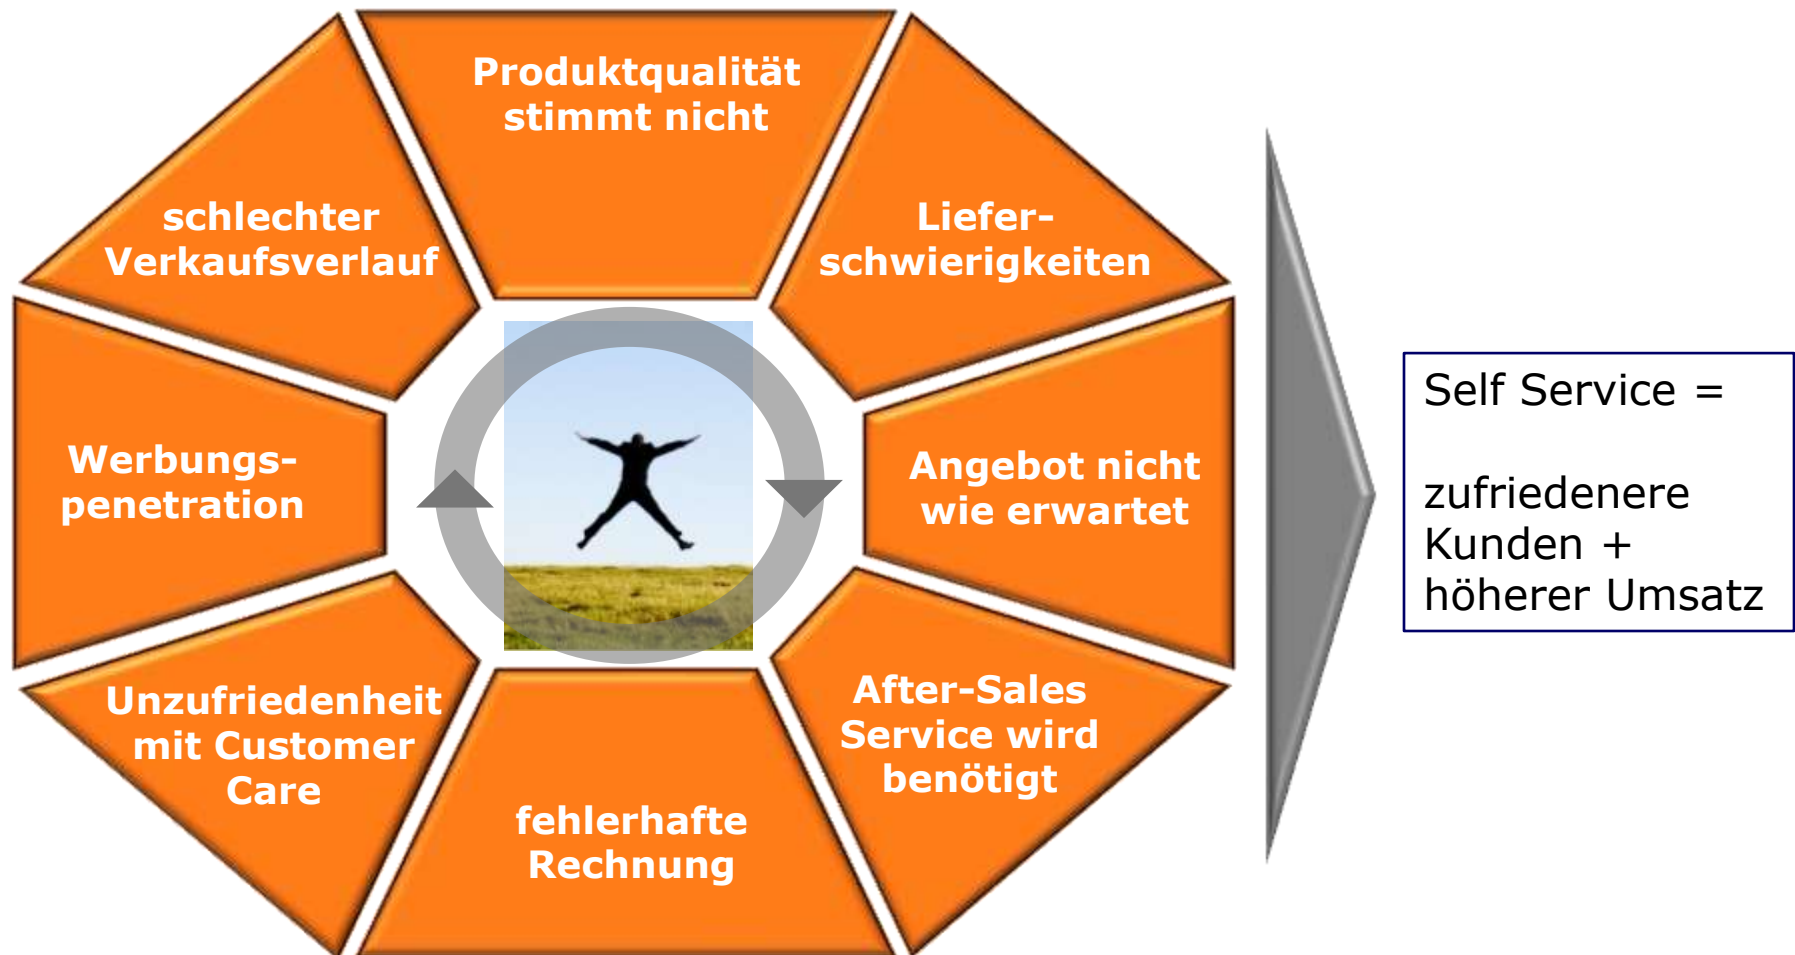 Produktqualität
stimmt nicht
Liefer-
schwierigkeiten
Angebot nicht
wie erwartet
After-Sales
Service wird
benötigt
fehlerhafte
Rechnung
Unzufriedenheit
mit Customer
Care
Werbungs-
penetration
schlechter
Verkaufsverlauf
Self Service =
zufriedenere
Kunden +
höherer Umsatz